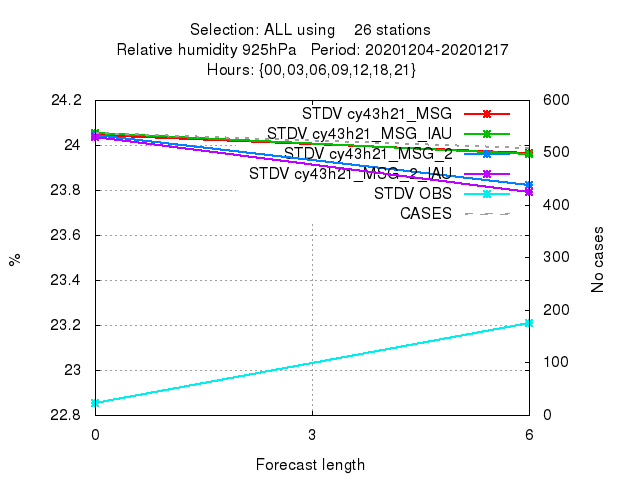 Selection: ALL using 26 stations
Relative humidity 925hPa Period: 20201204-20201217
Hours: {00,03,06,09,12,18,21}
24.2
24
23.8
23.6
23.4
23.2
23
22.8
%
STDV cy43h21_MSG
STDV cy43h21_MSG_IAU
STDV cy43h21_MSG_2
STDV cy43h21_MSG_2_IAU
STDV OBS
CASES
600
500
400
300
200
100
0
No cases
0 3 6
Forecast length